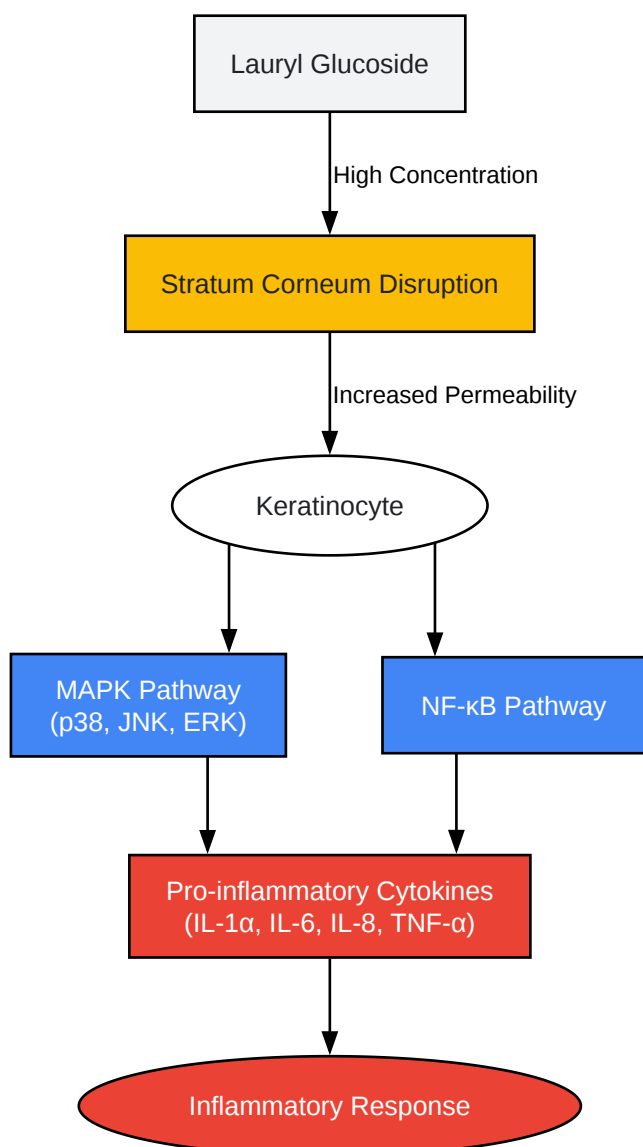 Lauryl Glucoside
High Concentration
Stratum Corneum Disruption
Increased Permeability
Keratinocyte
MAPK Pathway
(p38, JNK, ERK)
NF-κB Pathway
Pro-inflammatory Cytokines
(IL-1α, IL-6, IL-8, TNF-α)
Inflammatory Response